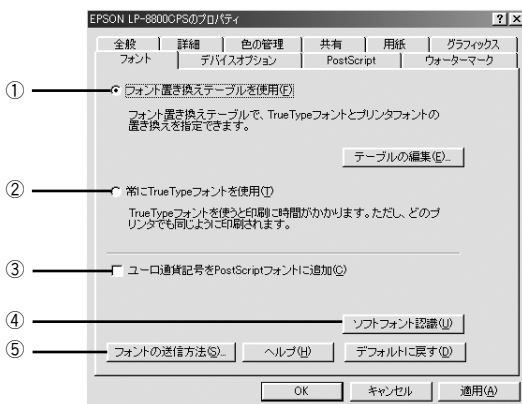 EPSON LP-8800CPSのプロパティ
全般 詳細 色の管理 共有 用紙 グラフィックス
フォント デバイスオプション PostScript ウォーターマーク
① フォント置き換えテーブルを使用(F)
フォント置き換えテーブルで、TrueTypeフォントとプリンタフォントの
置き換えを指定できます。
テーブルの編集(E)...
② 常にTrueTypeフォントを使用(T)
TrueTypeフォントを使うと印刷に時間がかかります。ただし、どのプ
リンタでも同じように印刷されます。
③ ユーロ通貨記号をPostScriptフォントに追加(C)
④ ソフトフォント認識(U)
⑤ フォントの送信方法(S)... ヘルプ(H) デフォルトに戻す(D)
OK キャンセル 適用(A)